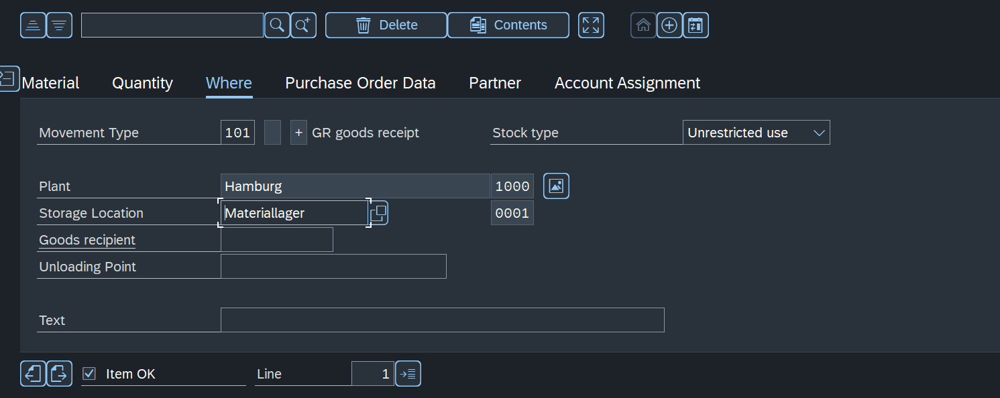 Delete Contents
Material Quantity Where Purchase Order Data Partner Account Assignment
Movement Type 101 + GR goods receipt Stock type Unrestricted use
Plant Hamburg 1000
Storage Location Materiallager 0001
Goods recipient
Unloading Point
Text
Item OK Line 1